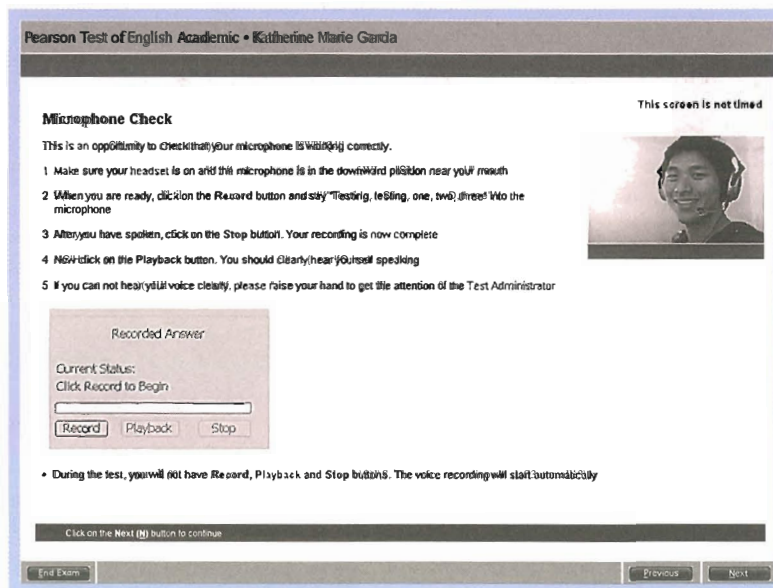 Pearson Test of English Academic • Katherine Marie Garcia
This screen is not timed
Microphone Check
This is an opportunity to check that your microphone is working correctly.
1 Make sure your headset is on and the microphone is in the downward position near your mouth
2 When you are ready, click on the Record button and say "Testing, testing, one, two, three" into the
microphone
3 After you have spoken, click on the Stop button. Your recording is now complete
4 Now click on the Playback button. You should clearly hear yourself speaking
5 If you can not hear your voice clearly, please raise your hand to get the attention of the Test Administrator
Recorded Answer
Current Status:
Click Record to Begin
Record Playback Stop
• During the test, you will not have Record, Playback and Stop buttons. The voice recording will start automatically
Click on the Next (N) button to continue
End Exam Previous Next